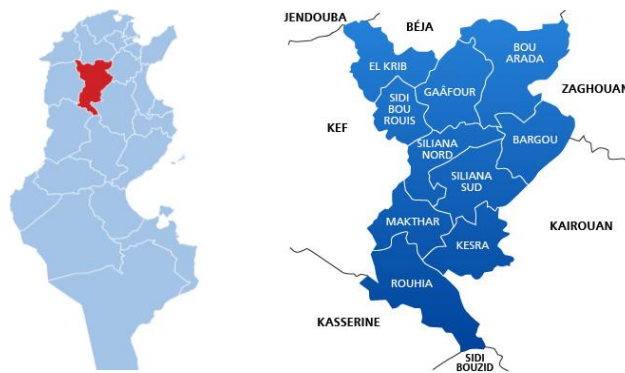 JENDOUBA
BÉJA
BOU
ARADA
EL KRIB
GAÂFOUR
ZAGHOUAN
SIDI
BOU
ROUIS
KEF
BARGOU
SILIANA
NORD
SILIANA
SUD
MAKTHAR
KAIROUAN
KESRA
ROUHIA
KASSERINE
SIDI
BOUZID